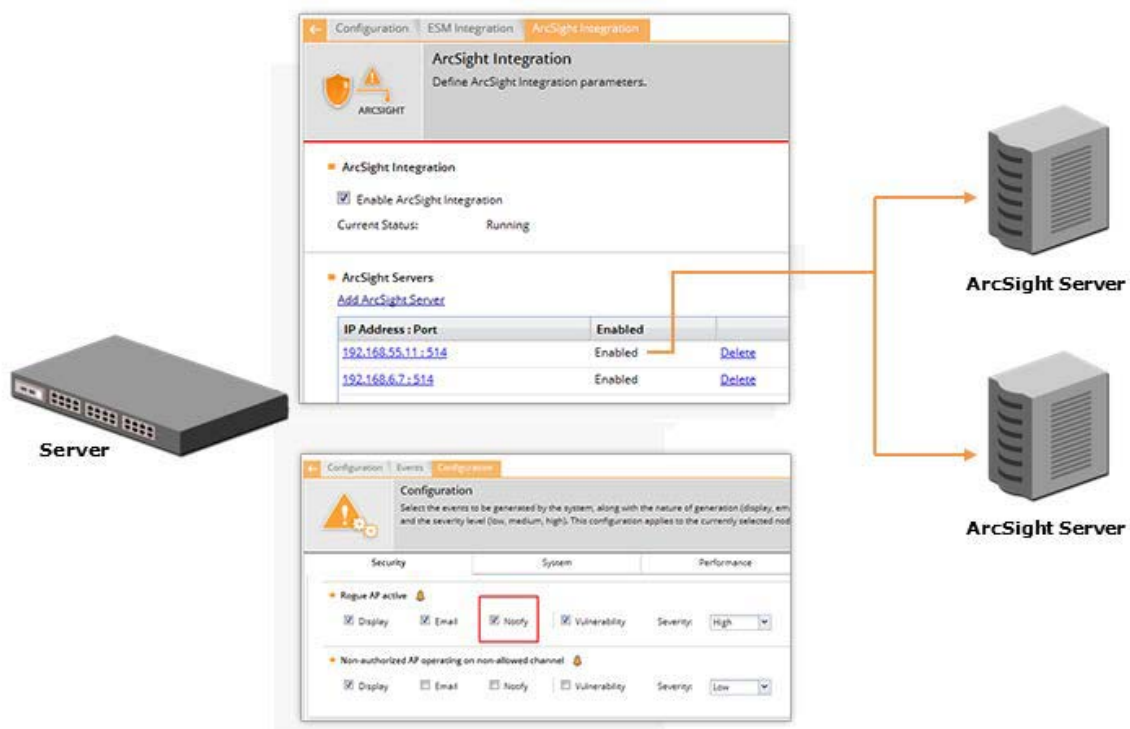 Configuration ESM Integration ArcSight Integration
ArcSight Integration
Define ArcSight Integration parameters.
ARCSIGHT
ArcSight Integration
Enable ArcSight Integration
Current Status: Running
ArcSight Servers
Add ArcSight Server
IP Address : Port Enabled
192.168.55.11 : 514 Enabled Delete
192.168.6.7 : 514 Enabled Delete
ArcSight Server
Server
ArcSight Server
Configuration Events Configuration
Configuration
Select the events to be generated by the system, along with the nature of generation (display, em
and the severity level (low, medium, high). This configuration applies to the currently selected nod
Security System Performance
Rogue AP active
Display Email Notify Vulnerability Severity: High
Non-authorized AP operating on non-allowed channel
Display Email Notify Vulnerability Severity: Low